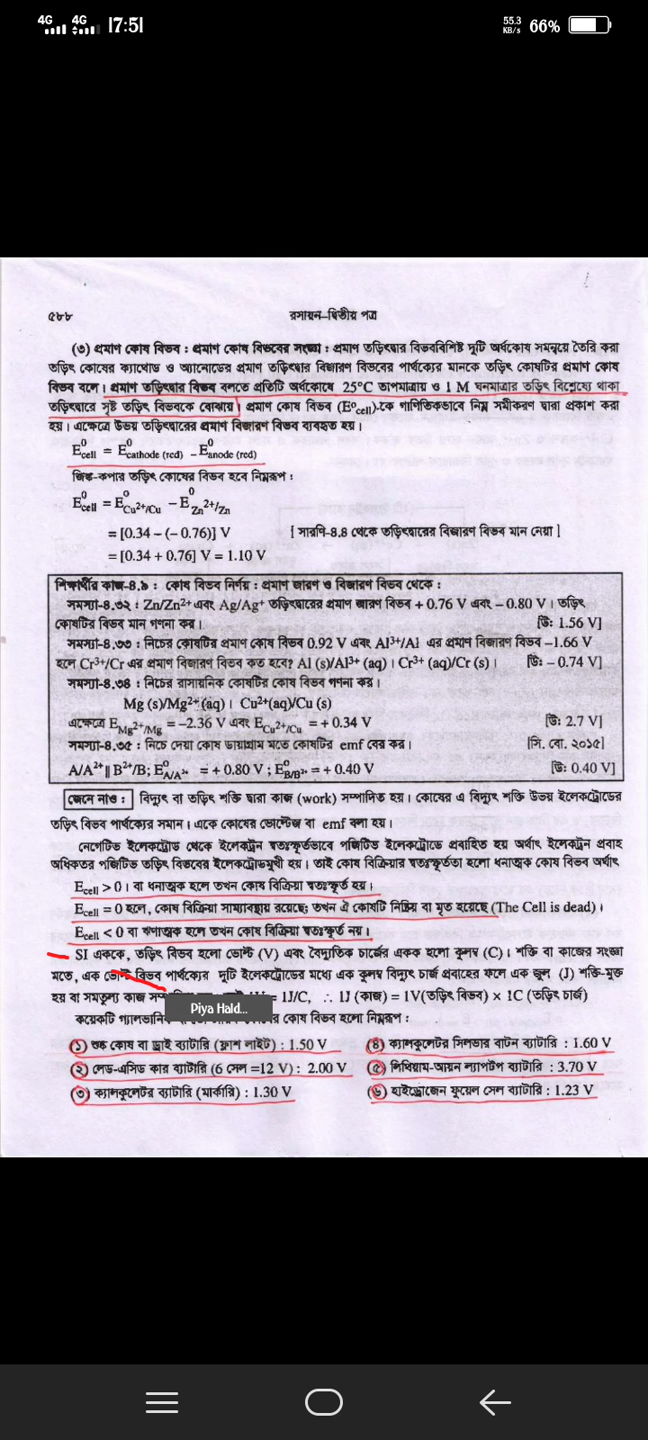 4G 4G 17:51 55.3 KB/s 66%
৫৮৮ রসায়ন–দ্বিতীয় পত্র
(৩) প্রমাণ কোষ বিভব : প্রমাণ কোষ বিভবের সংজ্ঞা : প্রমাণ তড়িৎদ্বার বিভববিশিষ্ট দুটি অর্ধকোষ সমন্বয়ে তৈরি করা
তড়িৎ কোষের ক্যাথোড ও অ্যানোডের প্রমাণ তড়িৎদ্বার বিজারণ বিভবের পার্থক্যের মানকে তড়িৎ কোষটির প্রমাণ কোষ
বিভব বলে। প্রমাণ তড়িৎদ্বার বিভব বলতে প্রতিটি অর্ধকোষে 25°C তাপমাত্রায় ও 1 M ঘনমাত্রার তড়িৎ বিশ্লেষ্যে থাকা
তড়িৎদ্বারে সৃষ্ট তড়িৎ বিভবকে বোঝায়। প্রমাণ কোষ বিভব (E⁰cell)-কে গাণিতিকভাবে নিম্ন সমীকরণ দ্বারা প্রকাশ করা
হয়। এক্ষেত্রে উভয় তড়িৎদ্বারের প্রমাণ বিজারণ বিভব ব্যবহৃত হয়।
E⁰cell = E⁰cathode (red) – E⁰anode (red)
জিঙ্ক-কপার তড়িৎ কোষের বিভব হবে নিম্নরূপ :
E⁰cell = E⁰Cu²⁺/Cu – E⁰Zn²⁺/Zn
= [0.34 – (–0.76)] V [ সারণি-8.8 থেকে তড়িৎদ্বারের বিজারণ বিভব মান নেয়া ]
= [0.34 + 0.76] V = 1.10 V
শিক্ষার্থীর কাজ-৪.৯ : কোষ বিভব নির্ণয় : প্রমাণ জারণ ও বিজারণ বিভব থেকে :
সমস্যা-৪.৩২ : Zn/Zn²⁺ এবং Ag/Ag⁺ তড়িৎদ্বারের প্রমাণ জারণ বিভব + 0.76 V এবং – 0.80 V। তড়িৎ
কোষটির বিভব মান গণনা কর। [উ: 1.56 V]
সমস্যা-৪.৩৩ : নিচের কোষটির প্রমাণ কোষ বিভব 0.92 V এবং Al³⁺/Al এর প্রমাণ বিজারণ বিভব –1.66 V
হলে Cr³⁺/Cr এর প্রমাণ বিজারণ বিভব কত হবে? Al (s)/Al³⁺ (aq) । Cr³⁺ (aq)/Cr (s) । [উ: – 0.74 V]
সমস্যা-৪.৩৪ : নিচের রাসায়নিক কোষটির কোষ বিভব গণনা কর।
Mg (s)/Mg²⁺ (aq) । Cu²⁺(aq)/Cu (s)
এক্ষেত্রে EMg²⁺/Mg = –2.36 V এবং ECu²⁺/Cu = + 0.34 V [উ: 2.7 V]
সমস্যা-৪.৩৫ : নিচে দেয়া কোষ ডায়াগ্রাম মতে কোষটির emf বের কর। [সি. বো. ২০১৫]
A/A²⁺ || B²⁺/B; E⁰A/A²⁺ = + 0.80 V ; E⁰B/B²⁺ = + 0.40 V [উ: 0.40 V]
জেনে নাও : বিদ্যুৎ বা তড়িৎ শক্তি দ্বারা কাজ (work) সম্পাদিত হয়। কোষের এ বিদ্যুৎ শক্তি উভয় ইলেকট্রোডের
তড়িৎ বিভব পার্থক্যের সমান। একে কোষের ভোল্টেজ বা emf বলা হয়।
নেগেটিভ ইলেকট্রোড থেকে ইলেকট্রন স্বতঃস্ফূর্তভাবে পজিটিভ ইলেকট্রোডে প্রবাহিত হয় অর্থাৎ ইলেকট্রন প্রবাহ
অধিকতর পজিটিভ তড়িৎ বিভবের ইলেকট্রোডমুখী হয়। তাই কোষ বিক্রিয়ার স্বতঃস্ফূর্ততা হলো ধনাত্মক কোষ বিভব অর্থাৎ
Ecell > 0। বা ধনাত্মক হলে তখন কোষ বিক্রিয়া স্বতঃস্ফূর্ত হয়।
Ecell = 0 হলে, কোষ বিক্রিয়া সাম্যাবস্থায় রয়েছে; তখন ঐ কোষটি নিষ্ক্রিয় বা মৃত হয়েছে (The Cell is dead)।
Ecell < 0 বা ঋণাত্মক হলে তখন কোষ বিক্রিয়া স্বতঃস্ফূর্ত নয়।
SI এককে, তড়িৎ বিভব হলো ভোল্ট (V) এবং বৈদ্যুতিক চার্জের একক হলো কুলম্ব (C)। শক্তি বা কাজের সংজ্ঞা
মতে, এক ভোল্ট বিভব পার্থক্যের দুটি ইলেকট্রোডের মধ্যে এক কুলম্ব বিদ্যুৎ চার্জ প্রবাহের ফলে এক জুল (J) শক্তি-মুক্ত
হয় বা সমতুল্য কাজ = 1J/C, ∴ 1J (কাজ) = 1V(তড়িৎ বিভব) × 1C (তড়িৎ চার্জ)
Piya Hald...
কয়েকটি গ্যালভানি কোষের কোষ বিভব হলো নিম্নরূপ :
(১) শুষ্ক কোষ বা ড্রাই ব্যাটারি (ফ্লাশ লাইট) : 1.50 V (৪) ক্যালকুলেটর সিলভার বাটন ব্যাটারি : 1.60 V
(২) লেড-এসিড কার ব্যাটারি (6 সেল =12 V) : 2.00 V (৫) লিথিয়াম-আয়ন ল্যাপটপ ব্যাটারি : 3.70 V
(৩) ক্যালকুলেটর ব্যাটারি (মার্কারি) : 1.30 V (৬) হাইড্রোজেন ফুয়েল সেল ব্যাটারি : 1.23 V